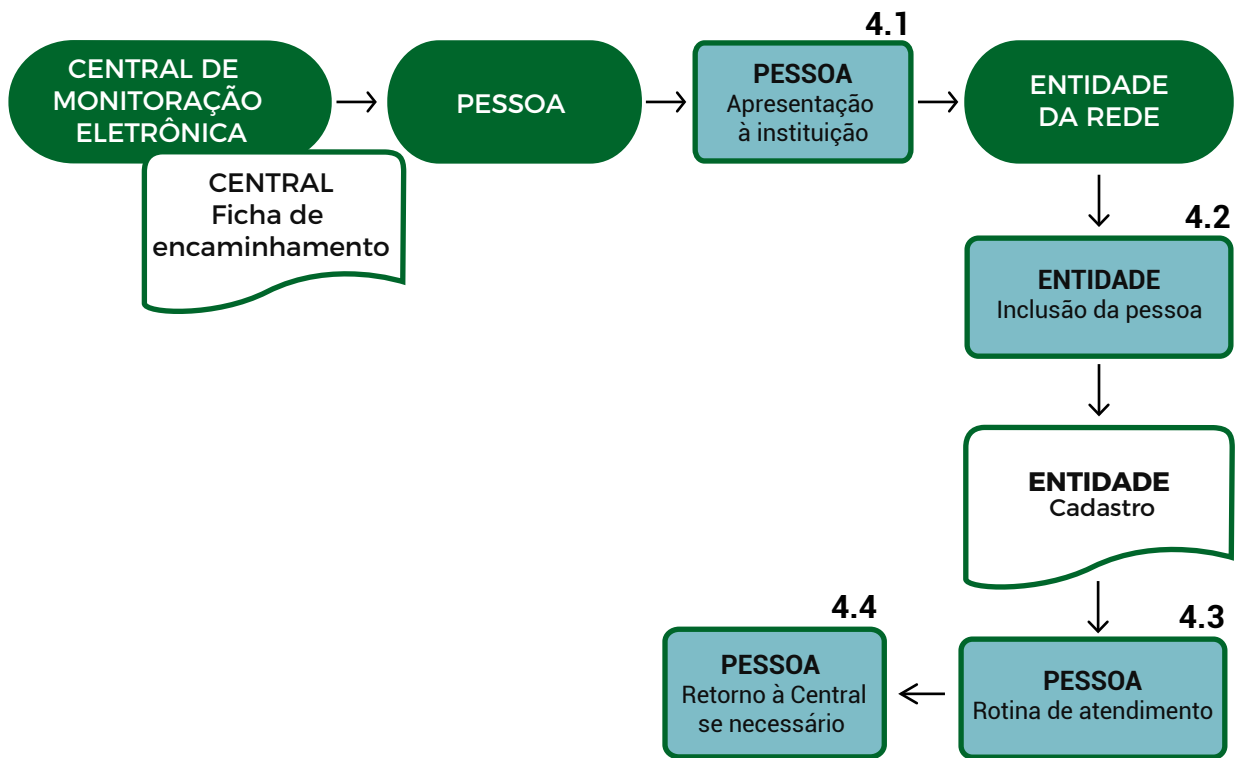 CENTRAL DE
MONITORAÇÃO
ELETRÔNICA
CENTRAL
Ficha de
encaminhamento
PESSOA
4.1
PESSOA
Apresentação
à instituição
ENTIDADE
DA REDE
4.2
ENTIDADE
Inclusão da pessoa
ENTIDADE
Cadastro
4.3
PESSOA
Rotina de atendimento
4.4
PESSOA
Retorno à Central
se necessário